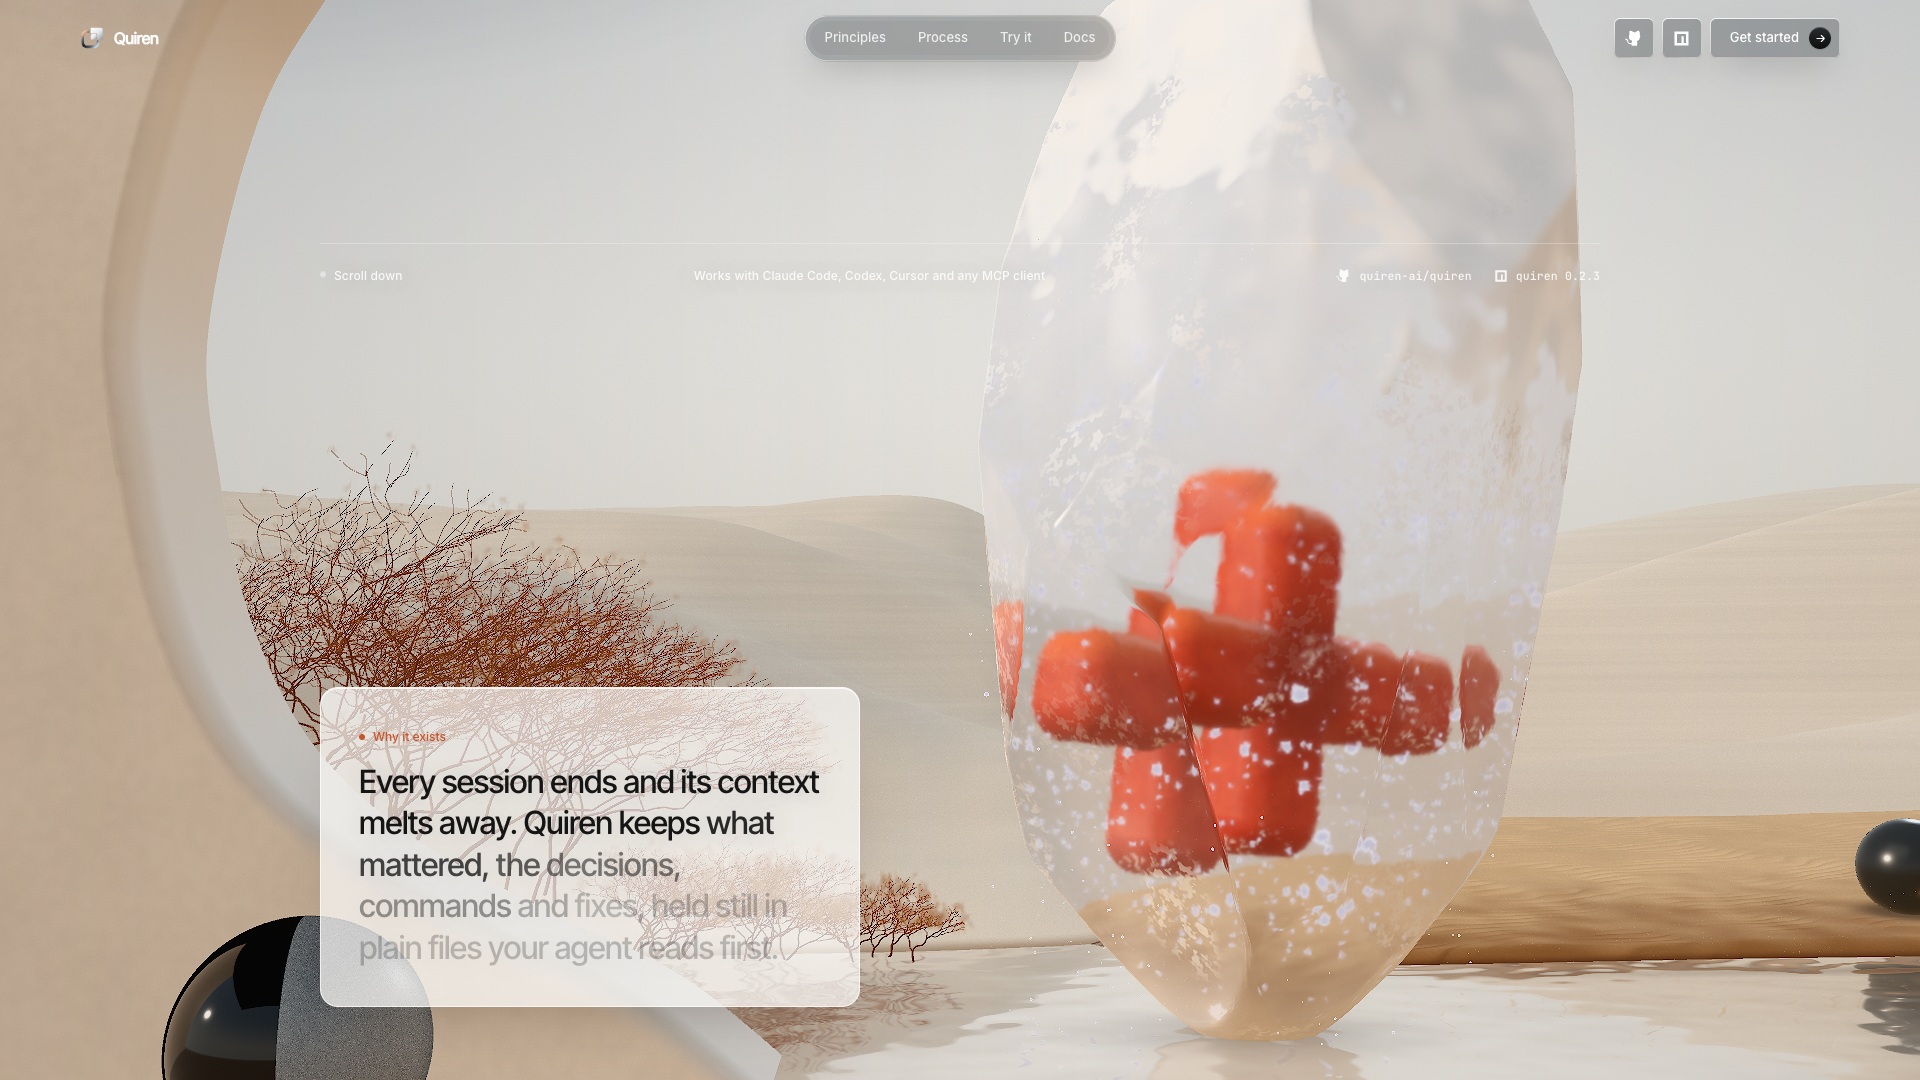 Quiren
Principles
Process
Try it
Docs
Get started
Scroll down
Works with Claude Code, Codex, Cursor and any MCP client
quiren-ai/quiren
quiren 0.2.3
Why it exists
Every session ends and its context
melts away. Quiren keeps what
mattered, the decisions,
commands and fixes, held still in
plain files your agent reads first.